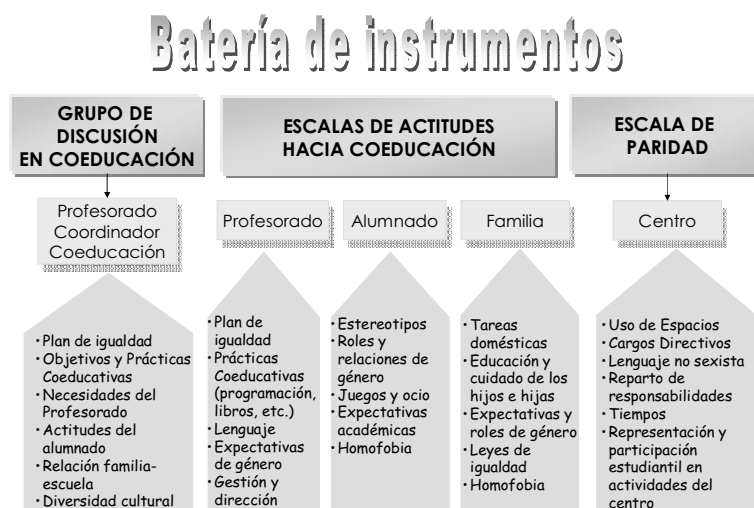 Batería de instrumentos
GRUPO DE
DISCUSIÓN
EN COEDUCACIÓN
ESCALAS DE ACTITUDES
HACIA COEDUCACIÓN
ESCALA DE
PARIDAD
Profesorado
Coordinador
Coeducación
Profesorado
Alumnado
Familia
Centro
· Plan de igualdad
· Objetivos y Prácticas
Coeducativas
· Necesidades del
Profesorado
· Actitudes del
alumnado
· Relación familia-
escuela
· Diversidad cultural
· Plan de
igualdad
· Prácticas
Coeducativas
(programación,
libros, etc.)
· Lenguaje
· Expectativas
de género
· Gestión y
dirección
· Estereotipos
· Roles y
relaciones de
género
· Juegos y ocio
· Expectativas
académicas
· Homofobia
· Tareas
domésticas
· Educación y
cuidado de los
hijos e hijas
· Expectativas y
roles de género
· Leyes de
igualdad
· Homofobia
· Uso de Espacios
· Cargos Directivos
· Lenguaje no sexista
· Reparto de
responsabilidades
· Tiempos
· Representación y
participación
estudiantil en
actividades del
centro